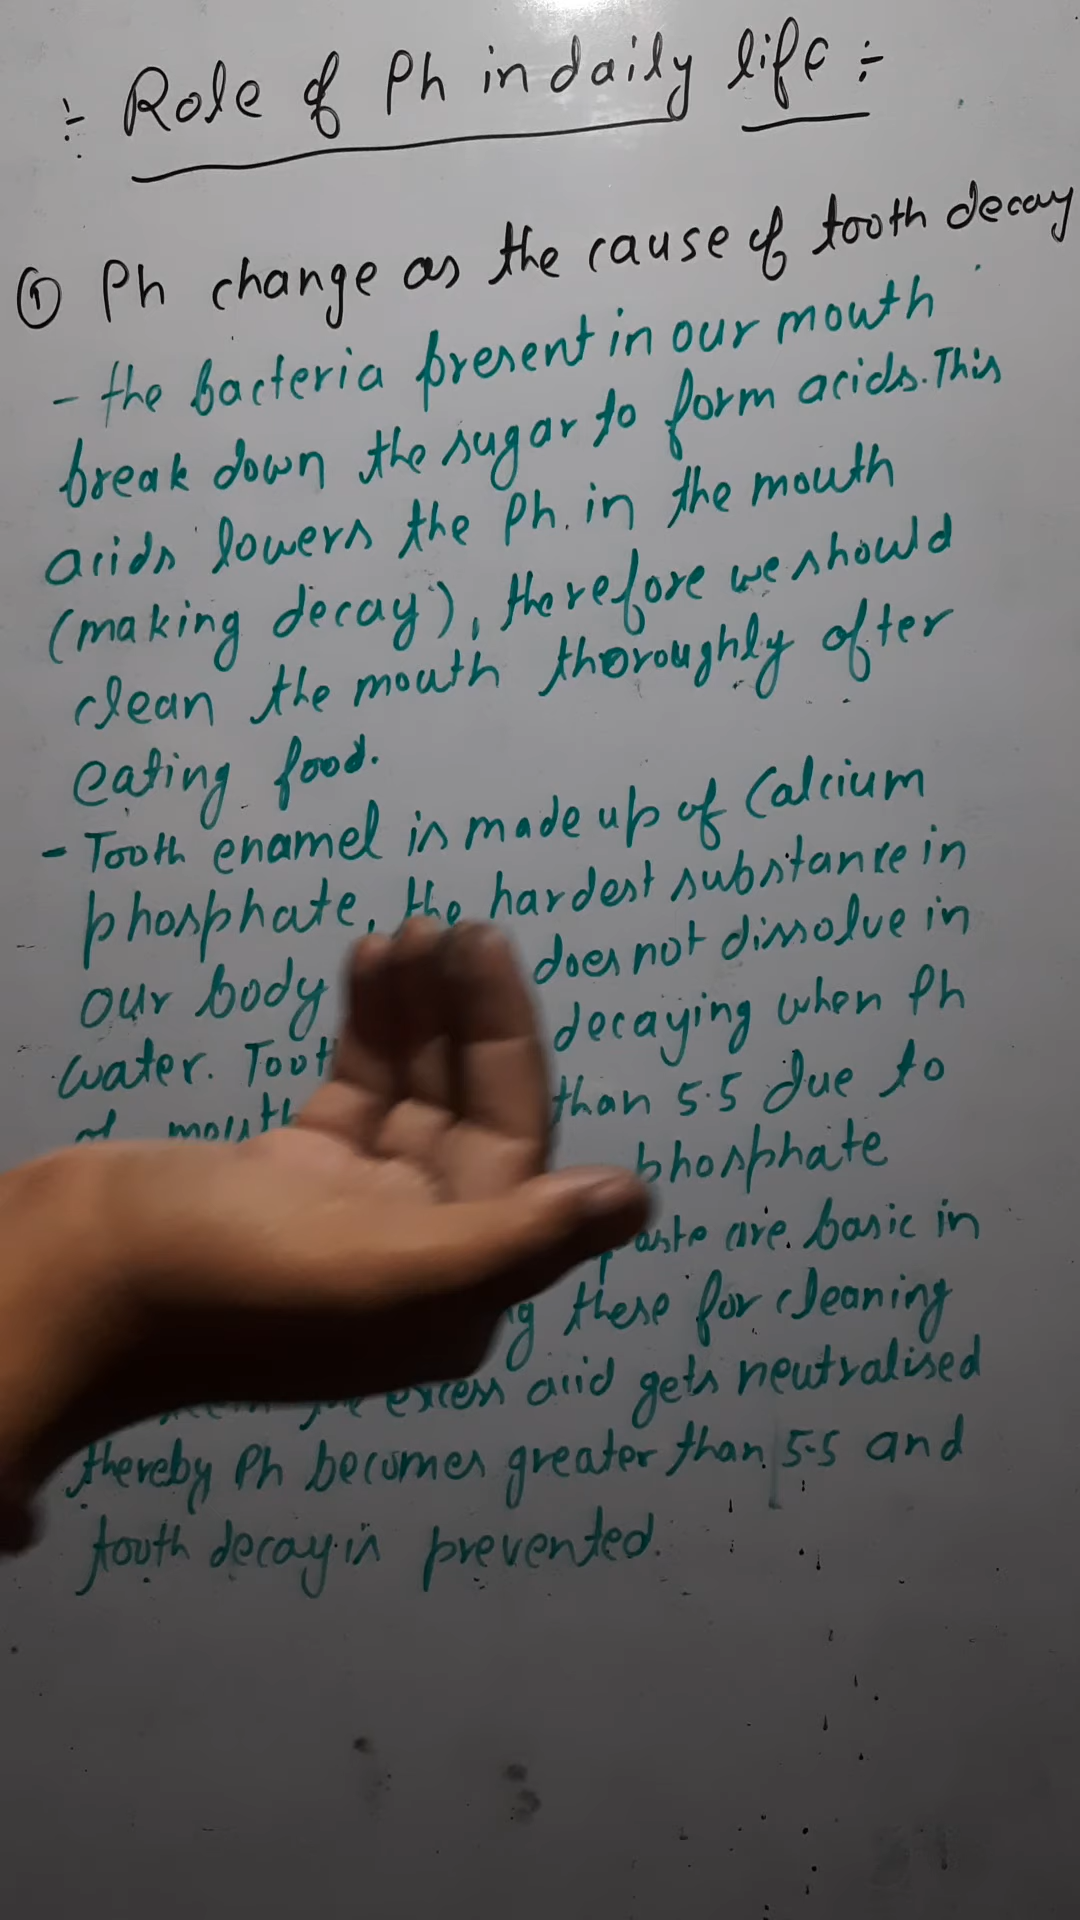 Role of Ph in daily life
① Ph change as the cause of tooth decay
- the bacteria present in our mouth
break down the sugar to form acids. This
acids lowers the Ph. in the mouth
(making decay), therefore we should
clean the mouth thoroughly after
eating food.
- Tooth enamel is made up of Calcium
phosphate, the hardest substance in
our body does not dissolve in
water. decaying when Ph
of mouth than 5.5 due to
phosphate
are basic in
these for cleaning
excess acid gets neutralised
thereby Ph becomes greater than 5.5 and
tooth decay is prevented.